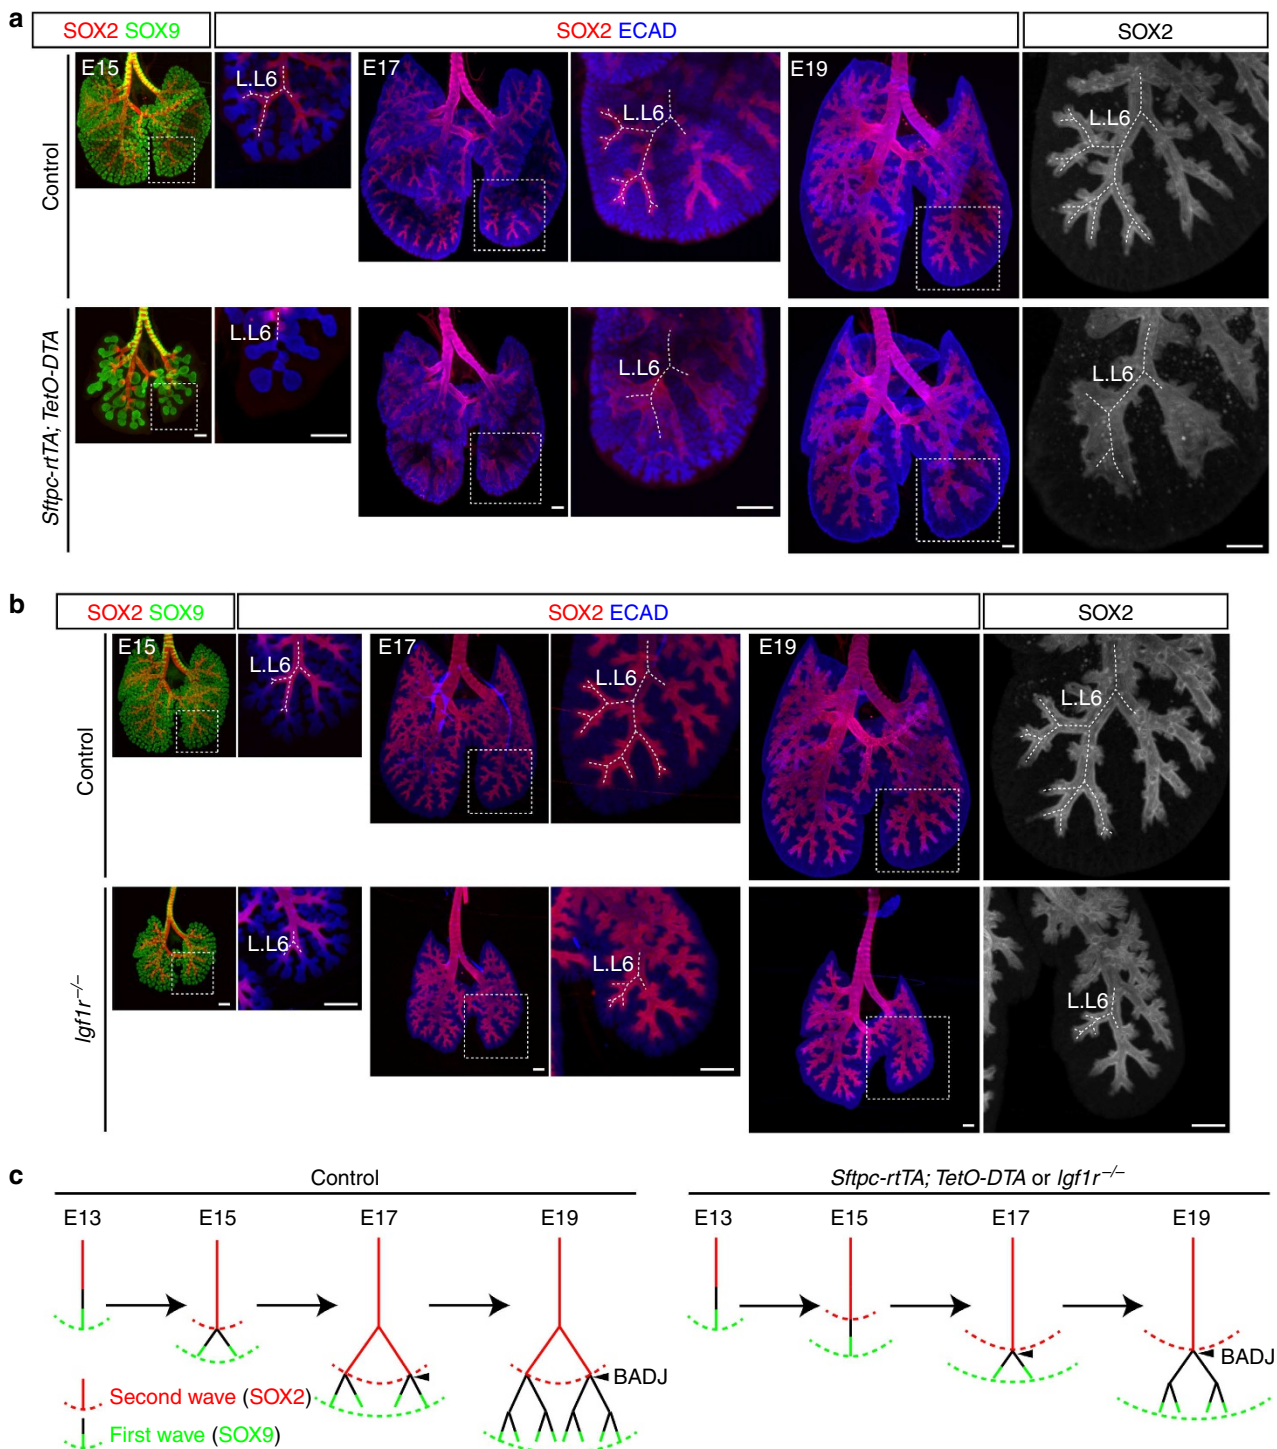 a
SOX2 SOX9
SOX2 ECAD
SOX2
Control
E15
L.L6
E17
L.L6
E19
L.L6
Sftpc-rtTA; TetO-DTA
L.L6
L.L6
L.L6
b
SOX2 SOX9
SOX2 ECAD
SOX2
Control
E15
L.L6
E17
L.L6
E19
L.L6
Igf1r−/−
L.L6
L.L6
L.L6
c
Control
E13 E15 E17 E19
BADJ
Second wave (SOX2)
First wave (SOX9)
Sftpc-rtTA; TetO-DTA or Igf1r −/−
E13 E15 E17 E19
BADJ